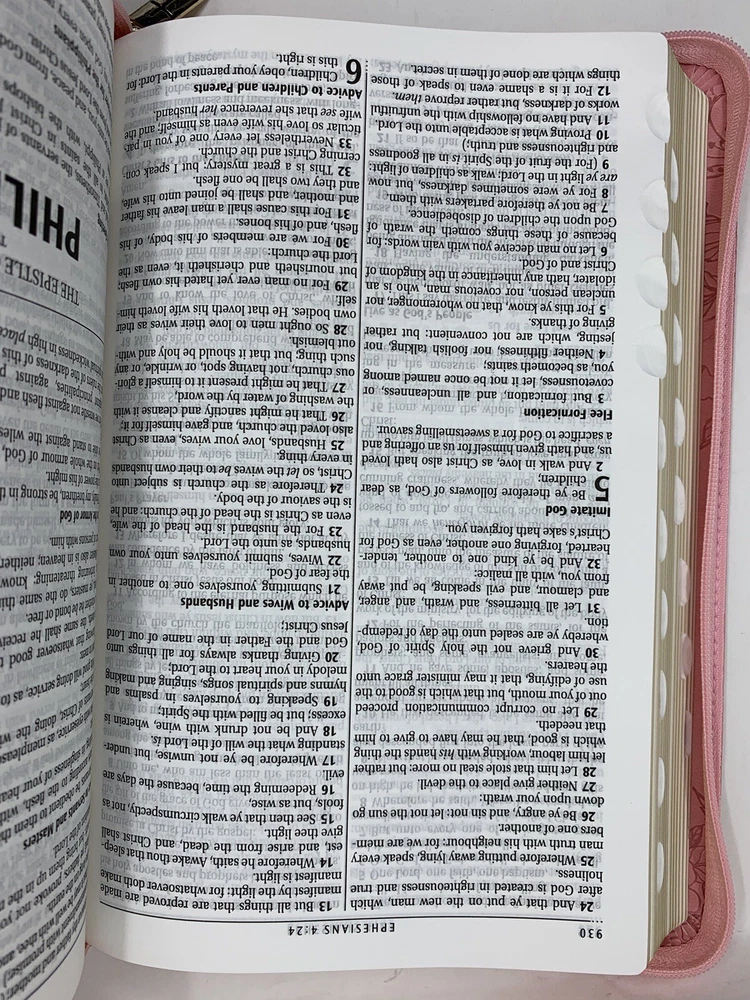 930
EPHESIANS 4:24
24 And that ye put on the new man, which
after God is created in righteousness and true
holiness.
25 Wherefore putting away lying, speak every
man truth with his neighbour: for we are mem-
bers one of another.
26 Be ye angry, and sin not: let not the sun go
down upon your wrath:
27 Neither give place to the devil.
28 Let him that stole steal no more: but rather
let him labour, working with his hands the thing
which is good, that he may have to give to him
that needeth.
29 Let no corrupt communication proceed
out of your mouth, but that which is good to the
use of edifying, that it may minister grace unto
the hearers.
30 And grieve not the holy Spirit of God,
whereby ye are sealed unto the day of redemp-
tion.
31 Let all bitterness, and wrath, and anger,
and clamour, and evil speaking, be put away
from you, with all malice:
32 And be ye kind one to another, tender-
hearted, forgiving one another, even as God for
Christ's sake hath forgiven you.
Imitate God
5 Be ye therefore followers of God, as dear
children;
2 And walk in love, as Christ also hath loved
us, and hath given himself for us an offering and
a sacrifice to God for a sweetsmelling savour.
Flee Fornication
3 But fornication, and all uncleanness, or
covetousness, let it not be once named among
you, as becometh saints;
4 Neither filthiness, nor foolish talking, nor
jesting, which are not convenient: but rather
giving of thanks.
5 For this ye know, that no whoremonger, nor
unclean person, nor covetous man, who is an
idolater, hath any inheritance in the kingdom of
Christ and of God.
6 Let no man deceive you with vain words: for
because of these things cometh the wrath of
God upon the children of disobedience.
7 Be not ye therefore partakers with them.
8 For ye were sometimes darkness, but now
are ye light in the Lord: walk as children of light:
9 (For the fruit of the Spirit is in all goodness
and righteousness and truth;)
10 Proving what is acceptable unto the Lord.
11 And have no fellowship with the unfruitful
works of darkness, but rather reprove them.
12 For it is a shame even to speak of those
things which are done of them in secret.
13 But all things that are reproved are made
manifest by the light: for whatsoever doth make
manifest is light.
14 Wherefore he saith, Awake thou that sleep-
est, and arise from the dead, and Christ shall
give thee light.
15 See then that ye walk circumspectly, not as
fools, but as wise,
16 Redeeming the time, because the days are
evil.
17 Wherefore be ye not unwise, but under-
standing what the will of the Lord is.
18 And be not drunk with wine, wherein is
excess; but be filled with the Spirit;
19 Speaking to yourselves in psalms and
hymns and spiritual songs, singing and making
melody in your heart to the Lord;
20 Giving thanks always for all things unto
God and the Father in the name of our Lord
Jesus Christ;
Advice to Wives and Husbands
21 Submitting yourselves one to another in
the fear of God.
22 Wives, submit yourselves unto your own
husbands, as unto the Lord.
23 For the husband is the head of the wife,
even as Christ is the head of the church: and he
is the saviour of the body.
24 Therefore as the church is subject unto
Christ, so let the wives be to their own husbands
in every thing.
25 Husbands, love your wives, even as Christ
also loved the church, and gave himself for it;
26 That he might sanctify and cleanse it with
the washing of water by the word,
27 That he might present it to himself a glori-
ous church, not having spot, or wrinkle, or any
such thing; but that it should be holy and with-
out blemish.
28 So ought men to love their wives as their
own bodies. He that loveth his wife loveth him-
self.
29 For no man ever yet hated his own flesh;
but nourisheth and cherisheth it, even as the
Lord the church:
30 For we are members of his body, of his
flesh, and of his bones.
31 For this cause shall a man leave his father
and mother, and shall be joined unto his wife,
and they two shall be one flesh.
32 This is a great mystery: but I speak con-
cerning Christ and the church.
33 Nevertheless let every one of you in par-
ticular so love his wife even as himself; and the
wife see that she reverence her husband.
Advice to Children and Parents
6 Children, obey your parents in the Lord: for
this is right.
THE EPISTLE
PHIL